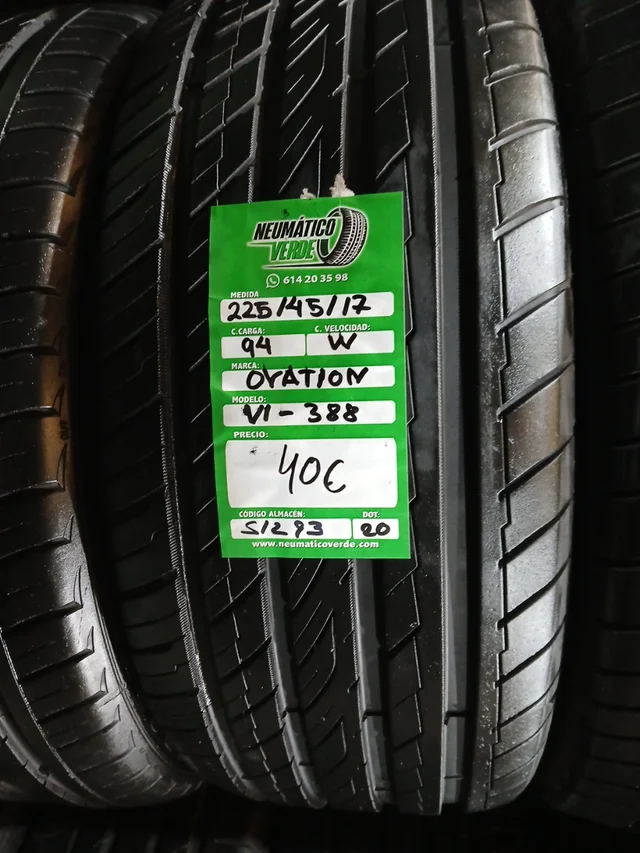 NEUMÁTICO
VERDE
614 20 35 98
MEDIDA
225/45/17
C.CARGA: C. VELOCIDAD:
94 W
MARCA:
OVATION
MODELO:
VI-388
PRECIO:
40€
CÓDIGO ALMACÉN: DOT:
S1293 20
www.neumaticoverde.com